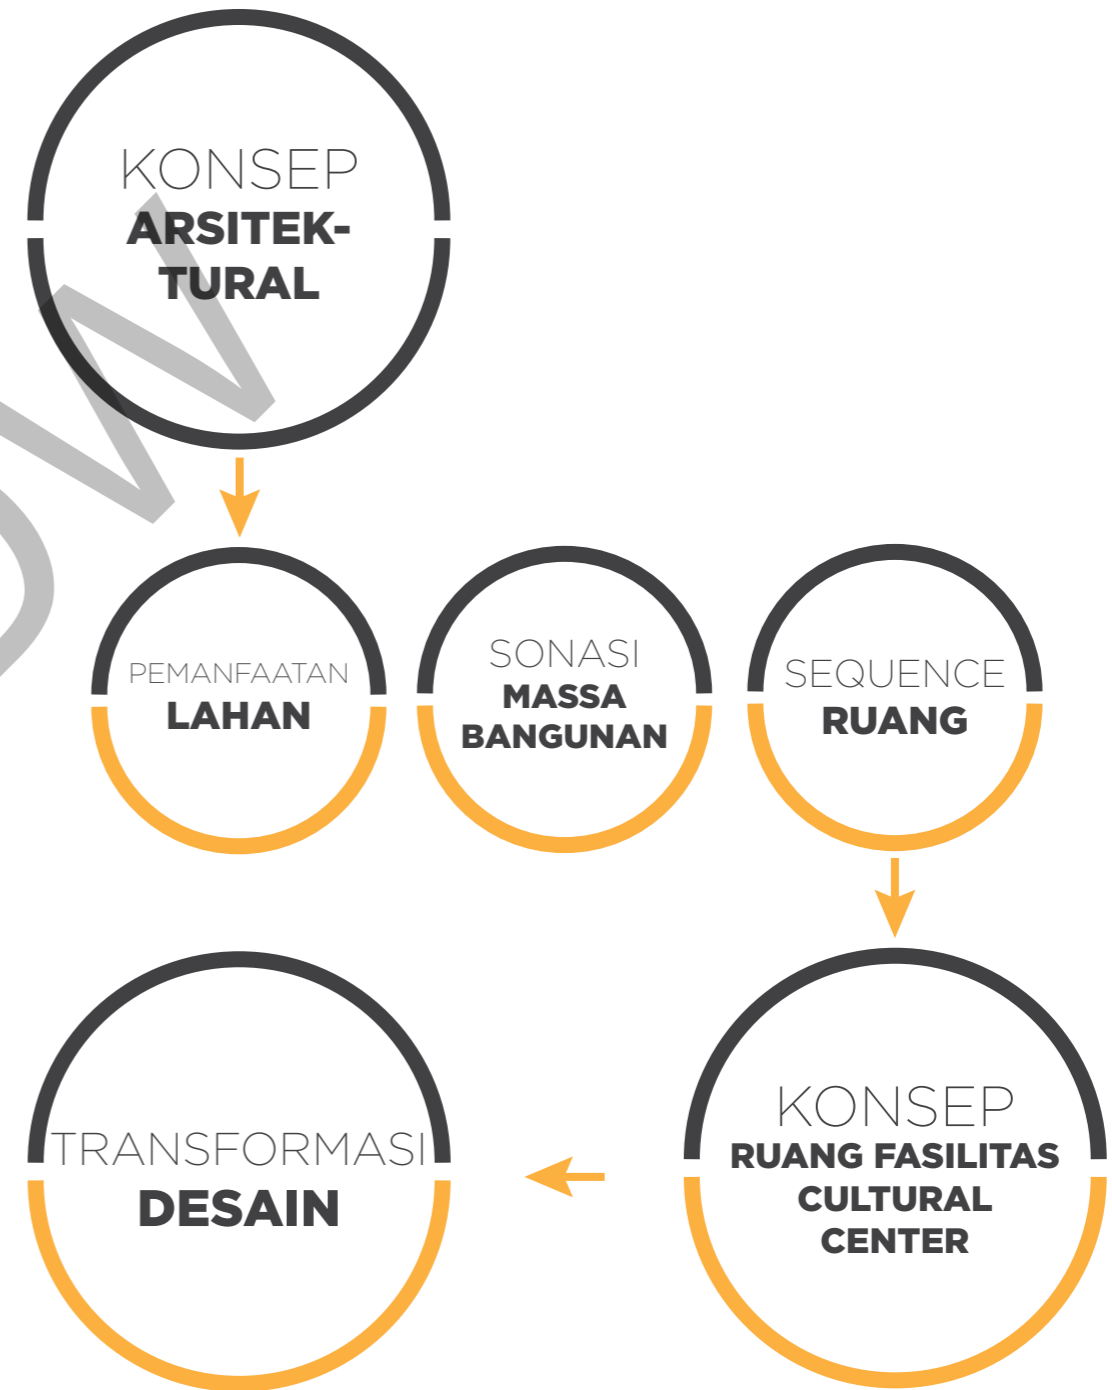 KONSEP
ARSITEK-
TURAL
PEMANFAATAN
LAHAN
SONASI
MASSA
BANGUNAN
SEQUENCE
RUANG
KONSEP
RUANG FASILITAS
CULTURAL
CENTER
TRANSFORMASI
DESAIN